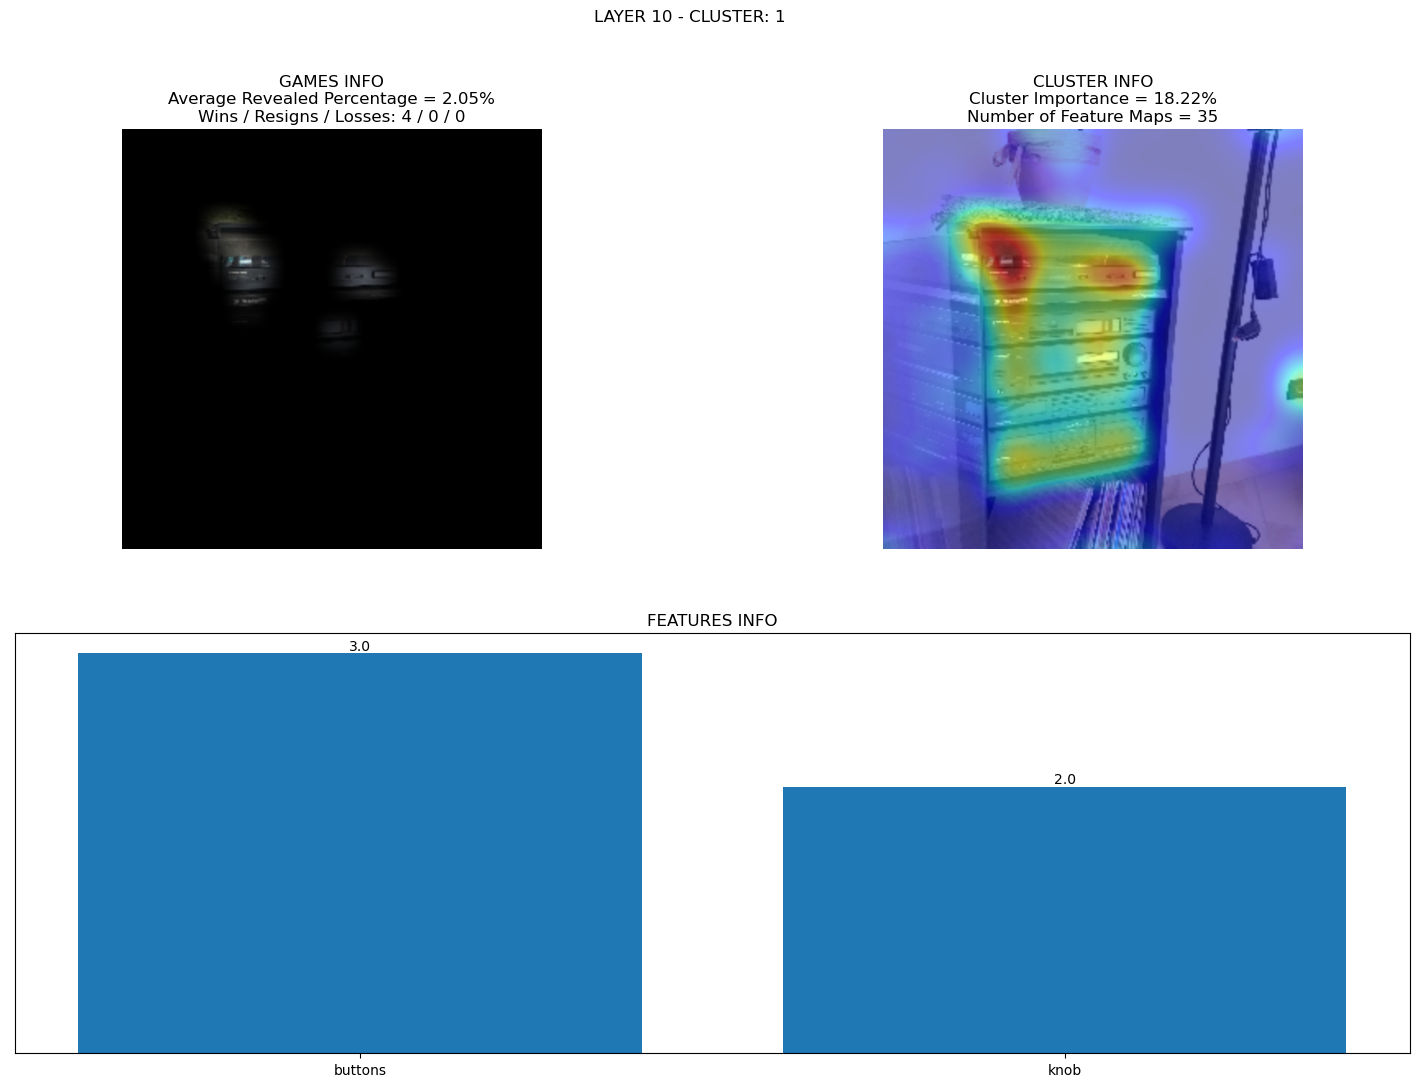 LAYER 10 - CLUSTER: 1
GAMES INFO
Average Revealed Percentage = 2.05%
Wins / Resigns / Losses: 4 / 0 / 0
CLUSTER INFO
Cluster Importance = 18.22%
Number of Feature Maps = 35
FEATURES INFO
3.0
2.0
buttons
knob